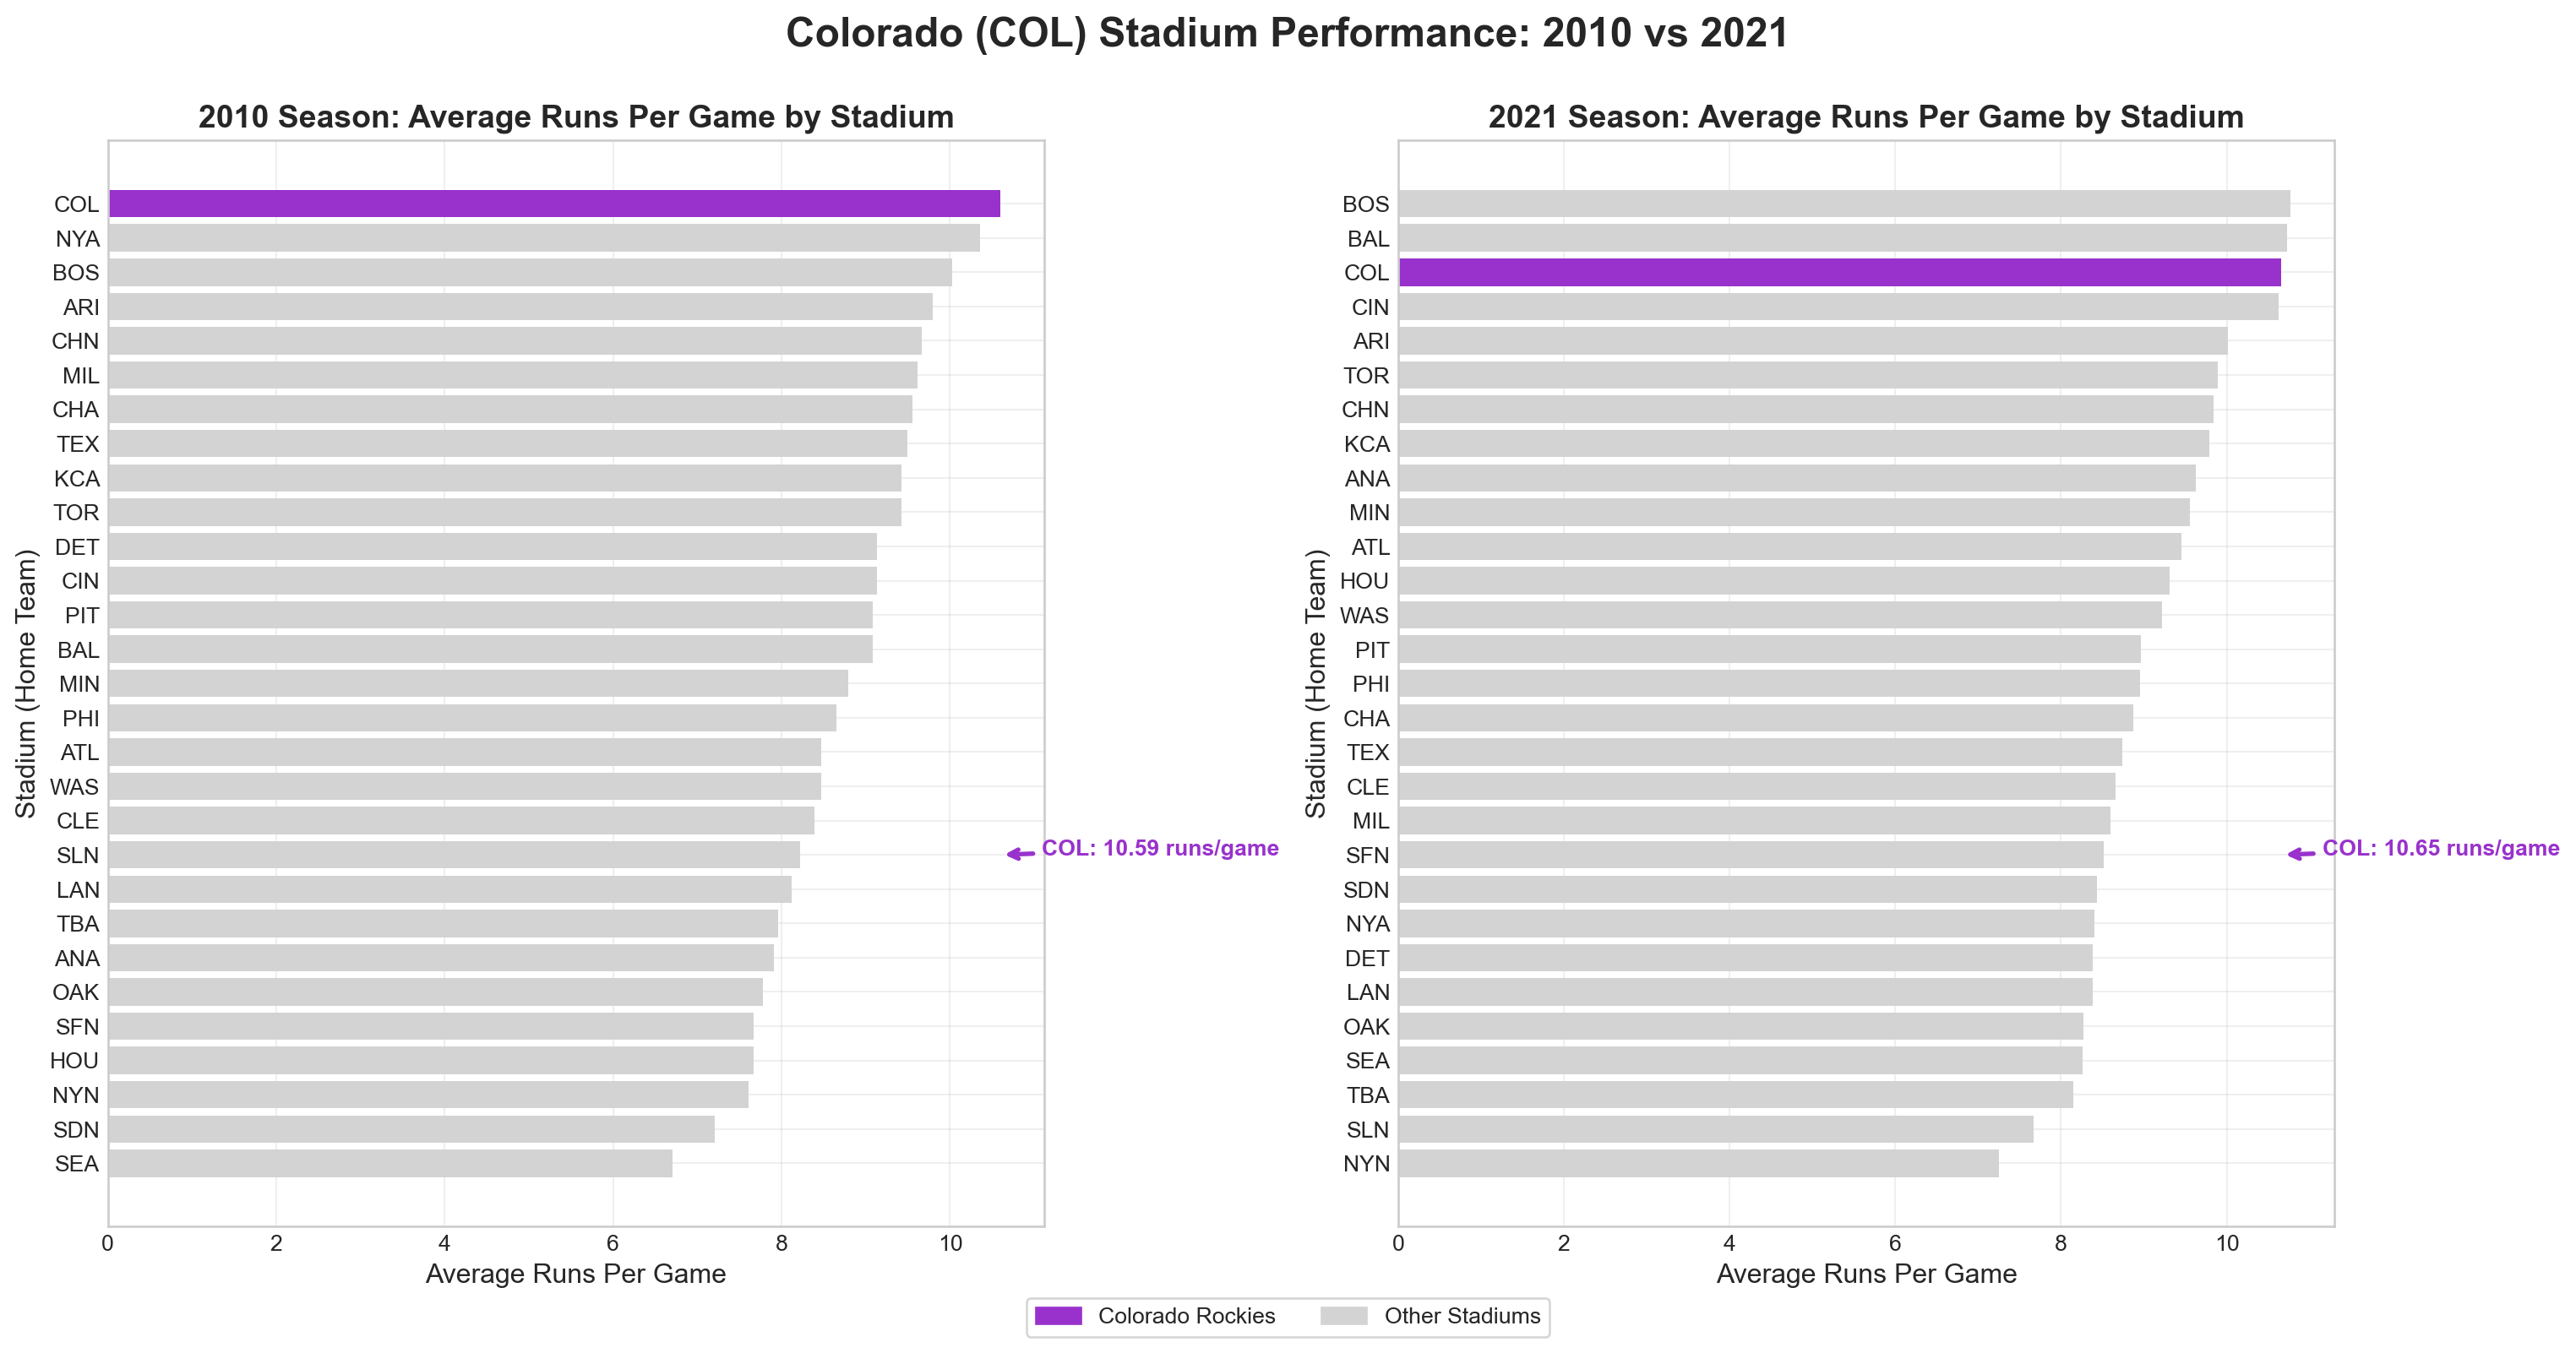 Colorado (COL) Stadium Performance: 2010 vs 2021
2010 Season: Average Runs Per Game by Stadium
Stadium (Home Team)
COL
NYA
BOS
ARI
CHN
MIL
CHA
TEX
KCA
TOR
DET
CIN
PIT
BAL
MIN
PHI
ATL
WAS
CLE
SLN
LAN
TBA
ANA
OAK
SFN
HOU
NYN
SDN
SEA
COL: 10.59 runs/game
0 2 4 6 8 10
Average Runs Per Game
2021 Season: Average Runs Per Game by Stadium
Stadium (Home Team)
BOS
BAL
COL
CIN
ARI
TOR
CHN
KCA
ANA
MIN
ATL
HOU
WAS
PIT
PHI
CHA
TEX
CLE
MIL
SFN
SDN
NYA
DET
LAN
OAK
SEA
TBA
SLN
NYN
COL: 10.65 runs/game
0 2 4 6 8 10
Average Runs Per Game
Colorado Rockies Other Stadiums